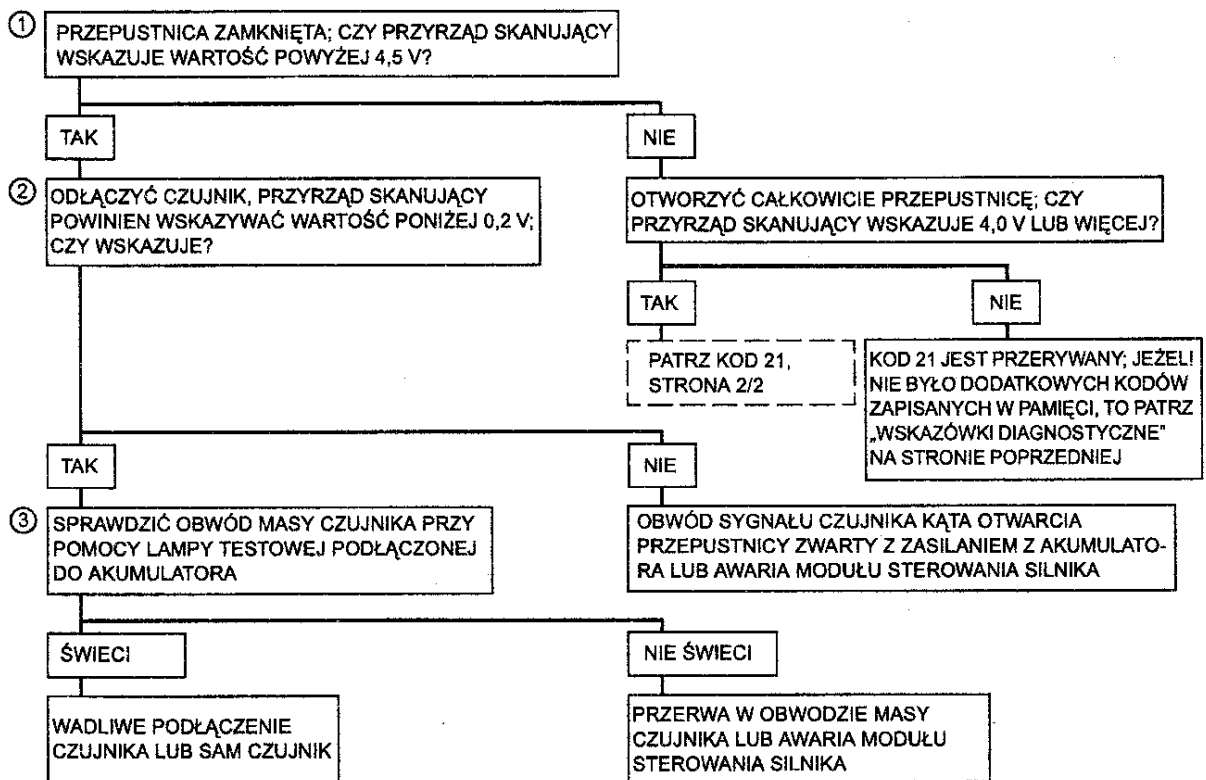 ① PRZEPUSTNICA ZAMKNIĘTA; CZY PRZYRZĄD SKANUJĄCY
WSKAZUJE WARTOŚĆ POWYŻEJ 4,5 V?
TAK
NIE
② ODŁĄCZYĆ CZUJNIK, PRZYRZĄD SKANUJĄCY
POWINIEN WSKAZYWAĆ WARTOŚĆ PONIŻEJ 0,2 V;
CZY WSKAZUJE?
OTWORZYĆ CAŁKOWICIE PRZEPUSTNICĘ; CZY
PRZYRZĄD SKANUJĄCY WSKAZUJE 4,0 V LUB WIĘCEJ?
TAK
NIE
PATRZ KOD 21,
STRONA 2/2
KOD 21 JEST PRZERYWANY; JEŻELI
NIE BYŁO DODATKOWYCH KODÓW
ZAPISANYCH W PAMIĘCI, TO PATRZ
„WSKAZÓWKI DIAGNOSTYCZNE”
NA STRONIE POPRZEDNIEJ
TAK
NIE
③ SPRAWDZIĆ OBWÓD MASY CZUJNIKA PRZY
POMOCY LAMPY TESTOWEJ PODŁĄCZONEJ
DO AKUMULATORA
OBWÓD SYGNAŁU CZUJNIKA KĄTA OTWARCIA
PRZEPUSTNICY ZWARTY Z ZASILANIEM Z AKUMULATO-
RA LUB AWARIA MODUŁU STEROWANIA SILNIKA
ŚWIECI
NIE ŚWIECI
WADLIWE PODŁĄCZENIE
CZUJNIKA LUB SAM CZUJNIK
PRZERWA W OBWODZIE MASY
CZUJNIKA LUB AWARIA MODUŁU
STEROWANIA SILNIKA